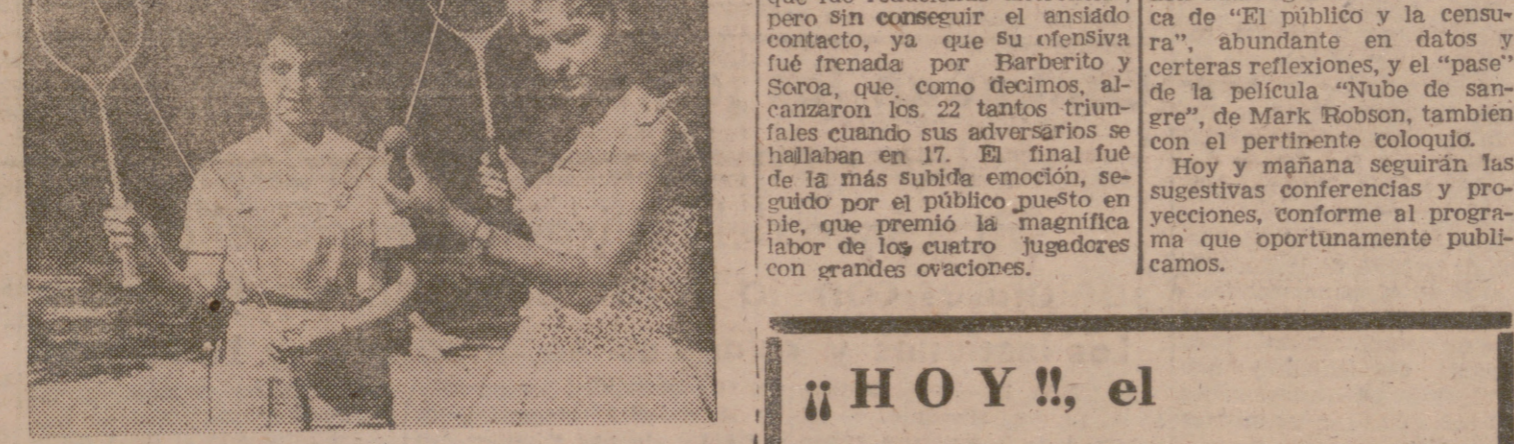 pero sin conseguir el ansiado
contacto, ya que su ofensiva
fué frenada por Barberito y
Soroa, que, como decimos, al-
canzaron los 22 tantos triun-
fales cuando sus adversarios se
hallaban en 17. El final fué
de la más subida emoción, se-
guido por el público puesto en
pie, que premió la magnífica
labor de los cuatro jugadores
con grandes ovaciones.
ca de “El público y la censu-
ra”, abundante en datos y
certeras reflexiones, y el “pase”
de la película “Nube de san-
gre”, de Mark Robson, también
con el pertinente coloquio.
Hoy y mañana seguirán las
sugestivas conferencias y pro-
yecciones, conforme al progra-
ma que oportunamente publi-
camos.
¡¡ H O Y !!, el